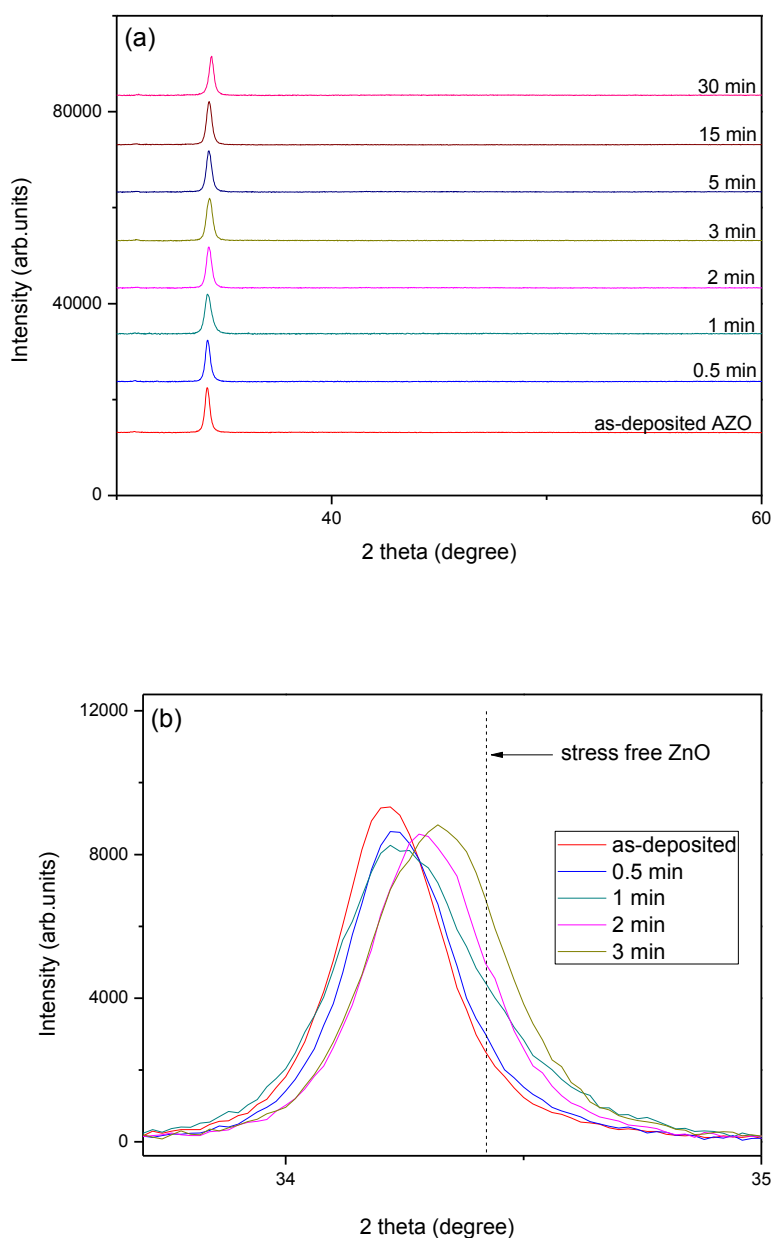 (a)
30 min
80000
15 min
5 min
3 min
Intensity (arb.units)
40000
2 min
1 min
0.5 min
as-deposited AZO
0
40
60
2 theta (degree)
12000
(b)
stress free ZnO
as-deposited
0.5 min
1 min
2 min
3 min
8000
Intensity (arb.units)
4000
0
34
35
2 theta (degree)